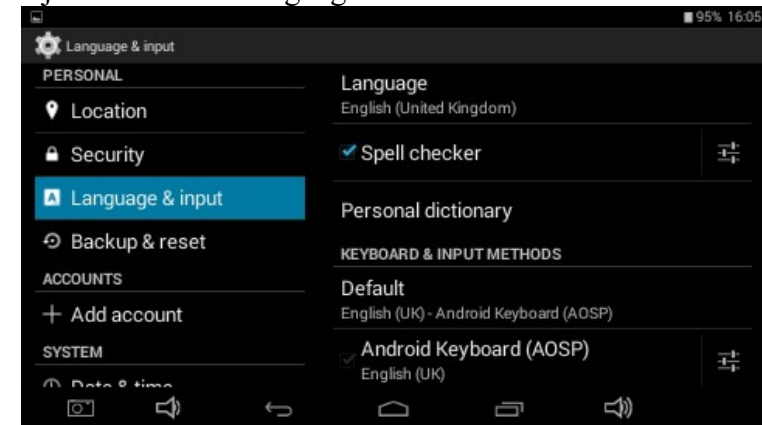 95% 16:05
Language & input
PERSONAL
Location
Security
Language & input
Backup & reset
ACCOUNTS
Add account
SYSTEM
Date & time
Language
English (United Kingdom)
Spell checker
Personal dictionary
KEYBOARD & INPUT METHODS
Default
English (UK) - Android Keyboard (AOSP)
Android Keyboard (AOSP)
English (UK)